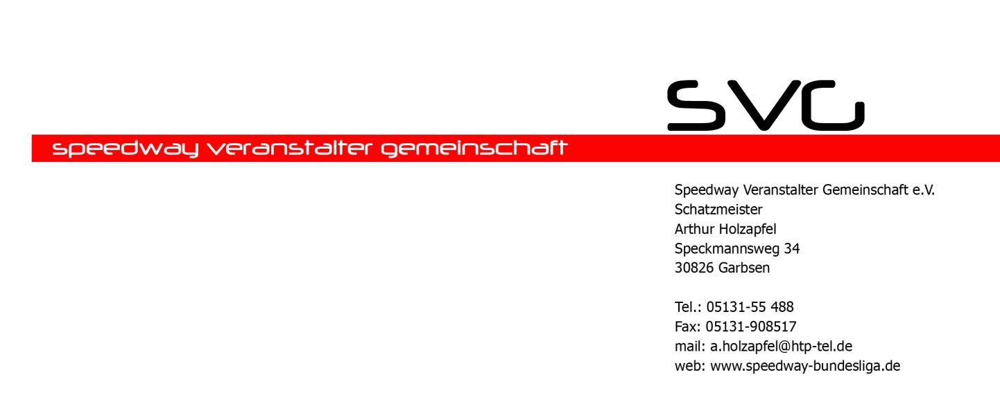 SVG
speedway veranstalter gemeinschaft
Speedway Veranstalter Gemeinschaft e.V.
Schatzmeister
Arthur Holzapfel
Speckmannsweg 34
30826 Garbsen
Tel.: 05131-55 488
Fax: 05131-908517
mail: a.holzapfel@htp-tel.de
web: www.speedway-bundesliga.de